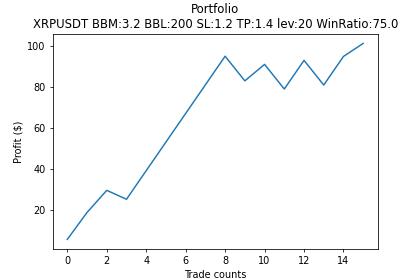 Portfolio
XRPUSDT BBM:3.2 BBL:200 SL:1.2 TP:1.4 lev:20 WinRatio:75.0
100
80
60
40
20
Profit ($)
0 2 4 6 8 10 12 14
Trade counts